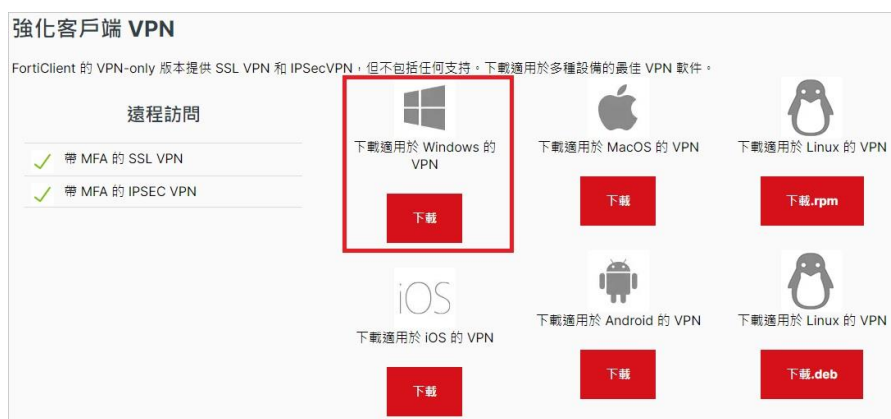 強化客戶端 VPN
FortiClient 的 VPN-only 版本提供 SSL VPN 和 IPSecVPN，但不包括任何支持。下載適用於多種設備的最佳 VPN 軟件。
遠程訪問
帶 MFA 的 SSL VPN
帶 MFA 的 IPSEC VPN
下載適用於 Windows 的
VPN
下載
下載適用於 MacOS 的 VPN
下載
下載適用於 Linux 的 VPN
下載.rpm
iOS
下載適用於 iOS 的 VPN
下載
下載適用於 Android 的 VPN
下載
下載適用於 Linux 的 VPN
下載.deb